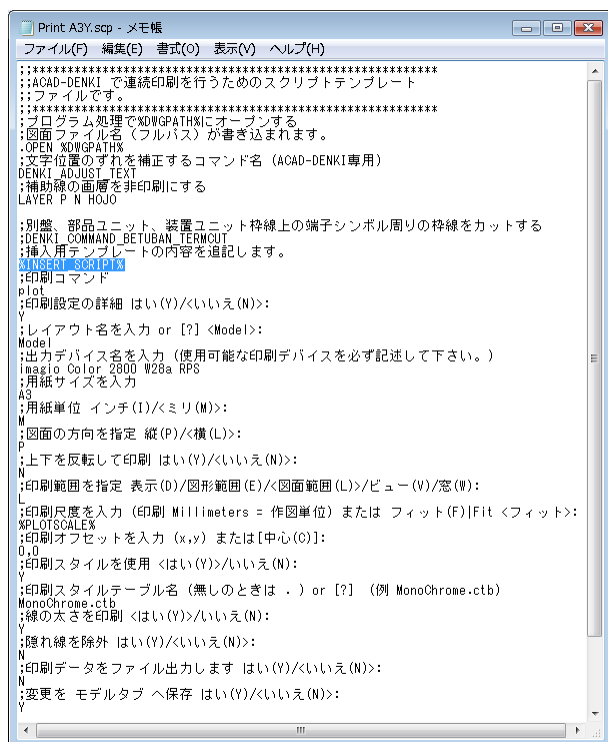 Print A3Y.scp - メモ帳
ファイル(F) 編集(E) 書式(O) 表示(V) ヘルプ(H)
;;**********************************************************
;;ACAD-DENKI で連続印刷を行うためのスクリプトテンプレート
;;ファイルです。
;;**********************************************************
;プログラム処理で%DWGPATH%にオープンする
;図面ファイル名（フルパス）が書き込まれます。
.OPEN %DWGPATH%
;文字位置のずれを補正するコマンド名（ACAD-DENKI専用）
DENKI_ADJUST_TEXT
;補助線の画層を非印刷にする
LAYER P N HOJO

;別盤、部品ユニット、装置ユニット枠線上の端子シンボル周りの枠線をカットする
;DENKI_COMMAND_BETUBAN_TERMCUT
;挿入用テンプレートの内容を追記します。
%INSERT_SCRIPT%
;印刷コマンド
plot
;印刷設定の詳細 はい(Y)/<いいえ(N)>:
Y
;レイアウト名を入力 or [?] <Model>:
Model
;出力デバイス名を入力（使用可能な印刷デバイスを必ず記述して下さい。）
imagio Color 2800 W28a RPS
;用紙サイズを入力
A3
;用紙単位 インチ(I)/<ミリ(M)>:
M
;図面の方向を指定 縦(P)/<横(L)>:
P
;上下を反転して印刷 はい(Y)/<いいえ(N)>:
N
;印刷範囲を指定 表示(D)/図形範囲(E)/<図面範囲(L)>/ビュー(V)/窓(W):
L
;印刷尺度を入力（印刷 Millimeters = 作図単位）または フィット(F)|Fit <フィット>:
%PLOTSCALE%
;印刷オフセットを入力 (x,y) または[中心(C)]:
0,0
;印刷スタイルを使用 <はい(Y)>/いいえ(N):
Y
;印刷スタイルテーブル名（無しのときは . ）or [?] （例 MonoChrome.ctb)
MonoChrome.ctb
;線の太さを印刷 <はい(Y)>/いいえ(N):
Y
;隠れ線を除外 はい(Y)/<いいえ(N)>:
N
;印刷データをファイル出力します はい(Y)/<いいえ(N)>:
N
;変更を モデルタブ へ保存 はい(Y)/<いいえ(N)>:
Y